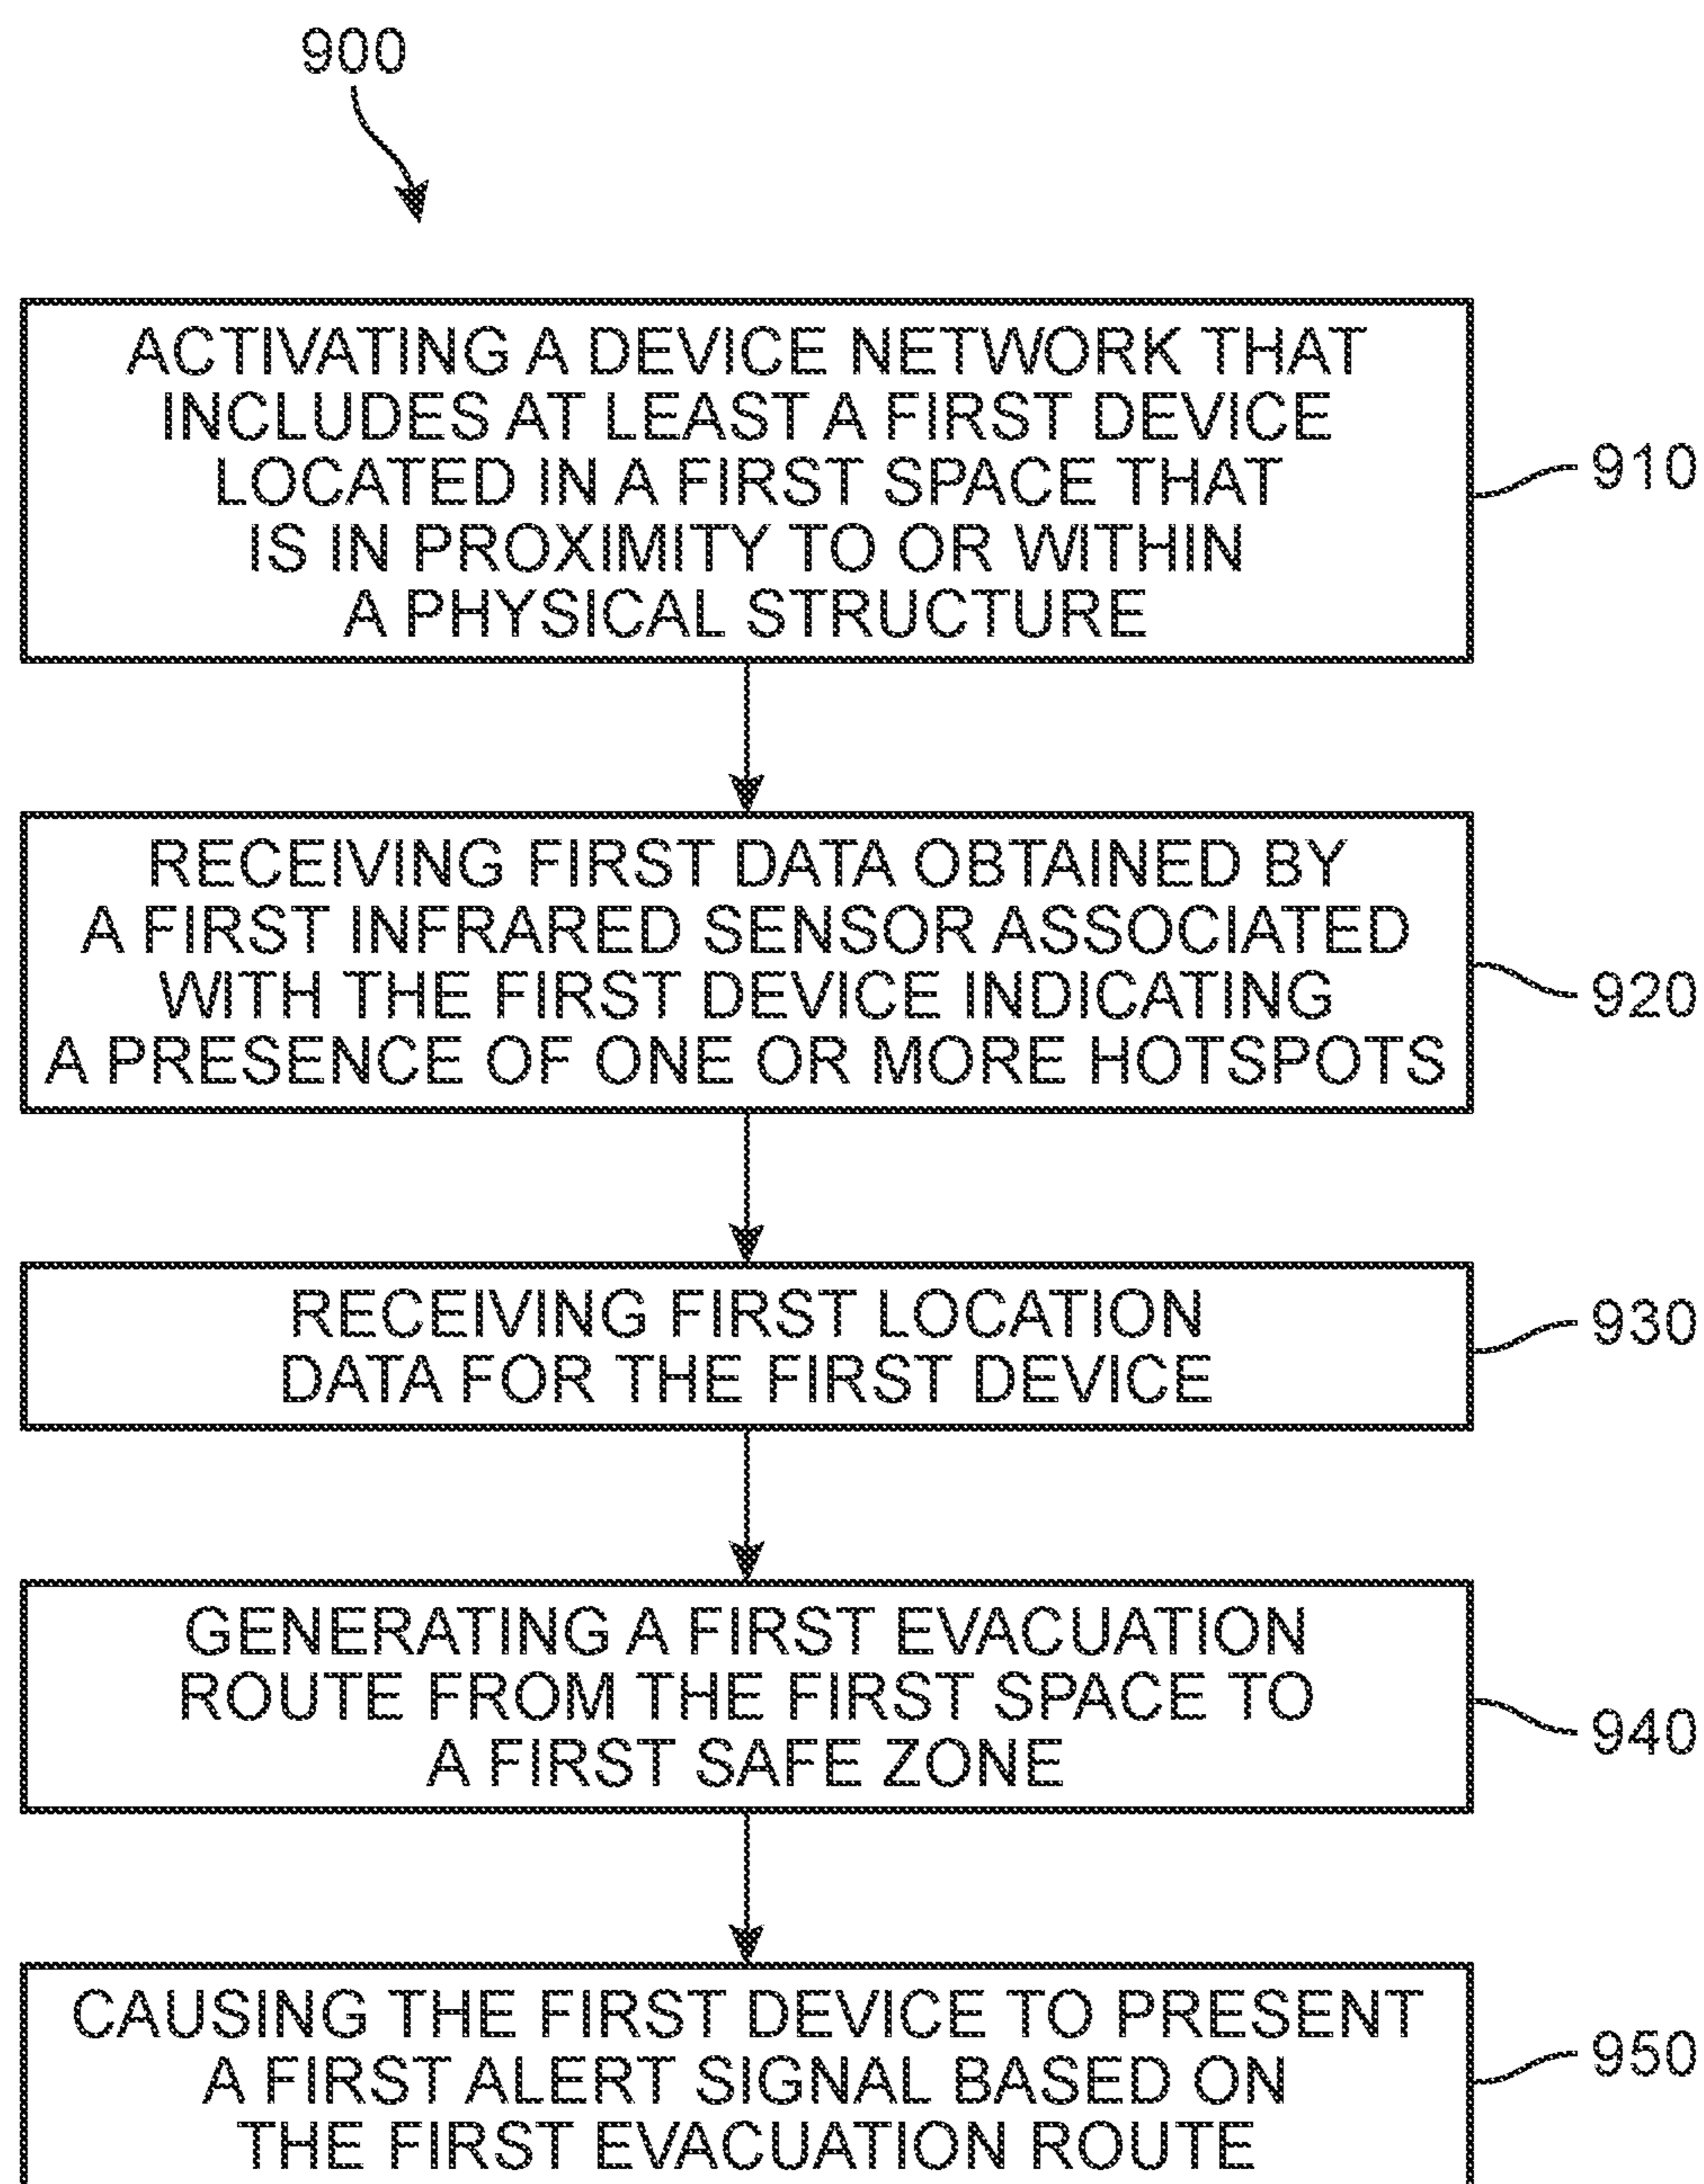 900
ACTIVATING A DEVICE NETWORK THAT
INCLUDES AT LEAST A FIRST DEVICE
LOCATED IN A FIRST SPACE THAT
IS IN PROXIMITY TO OR WITHIN
A PHYSICAL STRUCTURE
910
RECEIVING FIRST DATA OBTAINED BY
A FIRST INFRARED SENSOR ASSOCIATED
WITH THE FIRST DEVICE INDICATING
A PRESENCE OF ONE OR MORE HOTSPOTS
920
RECEIVING FIRST LOCATION
DATA FOR THE FIRST DEVICE
930
GENERATING A FIRST EVACUATION
ROUTE FROM THE FIRST SPACE TO
A FIRST SAFE ZONE
940
CAUSING THE FIRST DEVICE TO PRESENT
A FIRST ALERT SIGNAL BASED ON
THE FIRST EVACUATION ROUTE
950